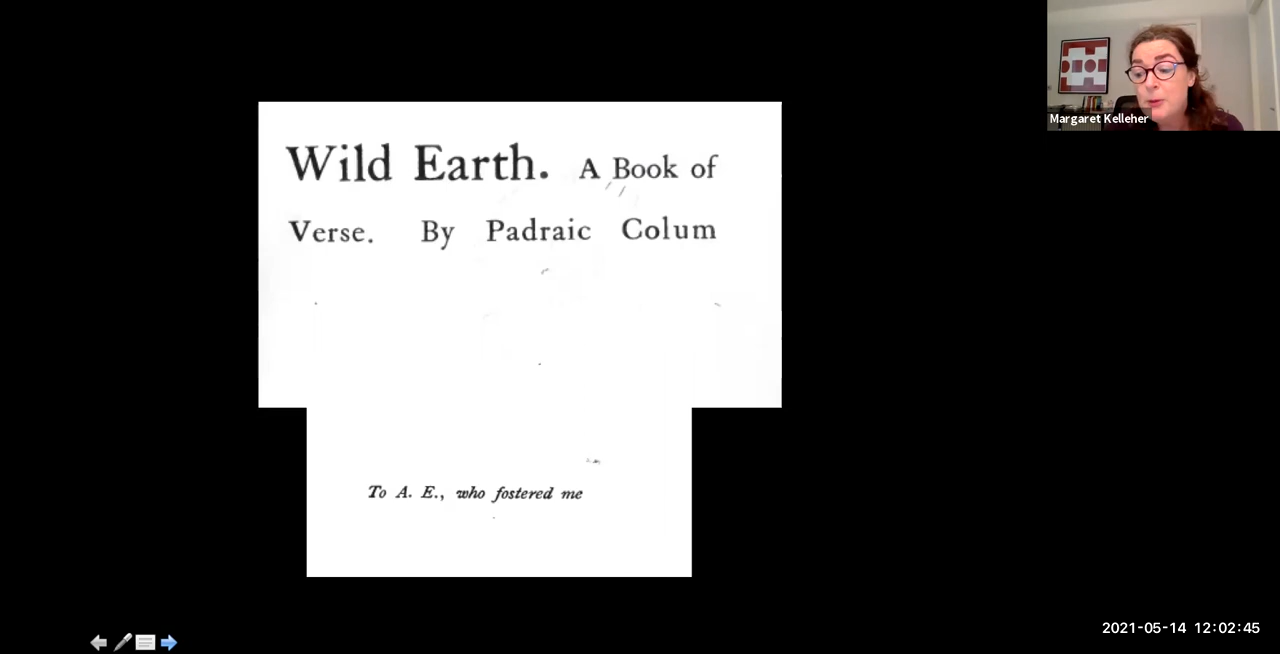 Wild Earth. A Book of
Verse. By Padraic Colum
To A. E., who fostered me
Margaret Kelleher
2021-05-14 12:02:45